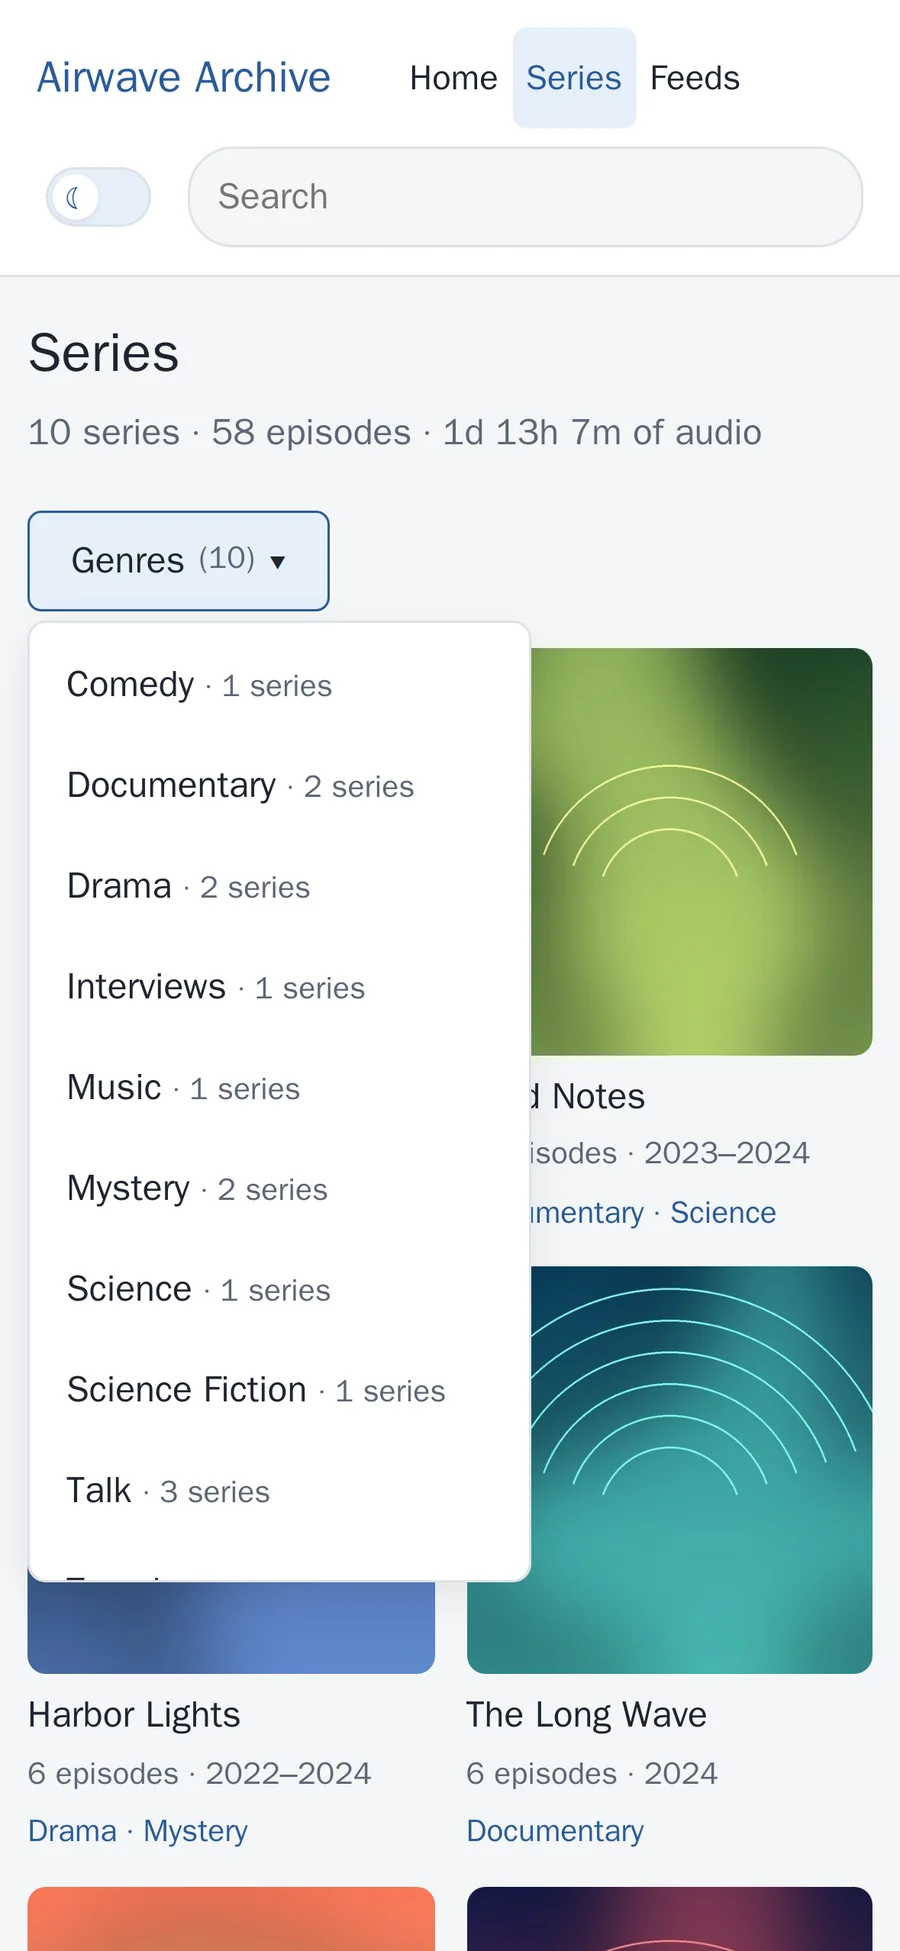 Airwave Archive
Home
Series
Feeds
Search
Series
10 series · 58 episodes · 1d 13h 7m of audio
Genres (10) ▼
Comedy · 1 series
Documentary · 2 series
Drama · 2 series
Interviews · 1 series
Music · 1 series
Mystery · 2 series
Science · 1 series
Science Fiction · 1 series
Talk · 3 series
Notes
2023–2024
Science
Harbor Lights
6 episodes · 2022–2024
Drama · Mystery
The Long Wave
6 episodes · 2024
Documentary